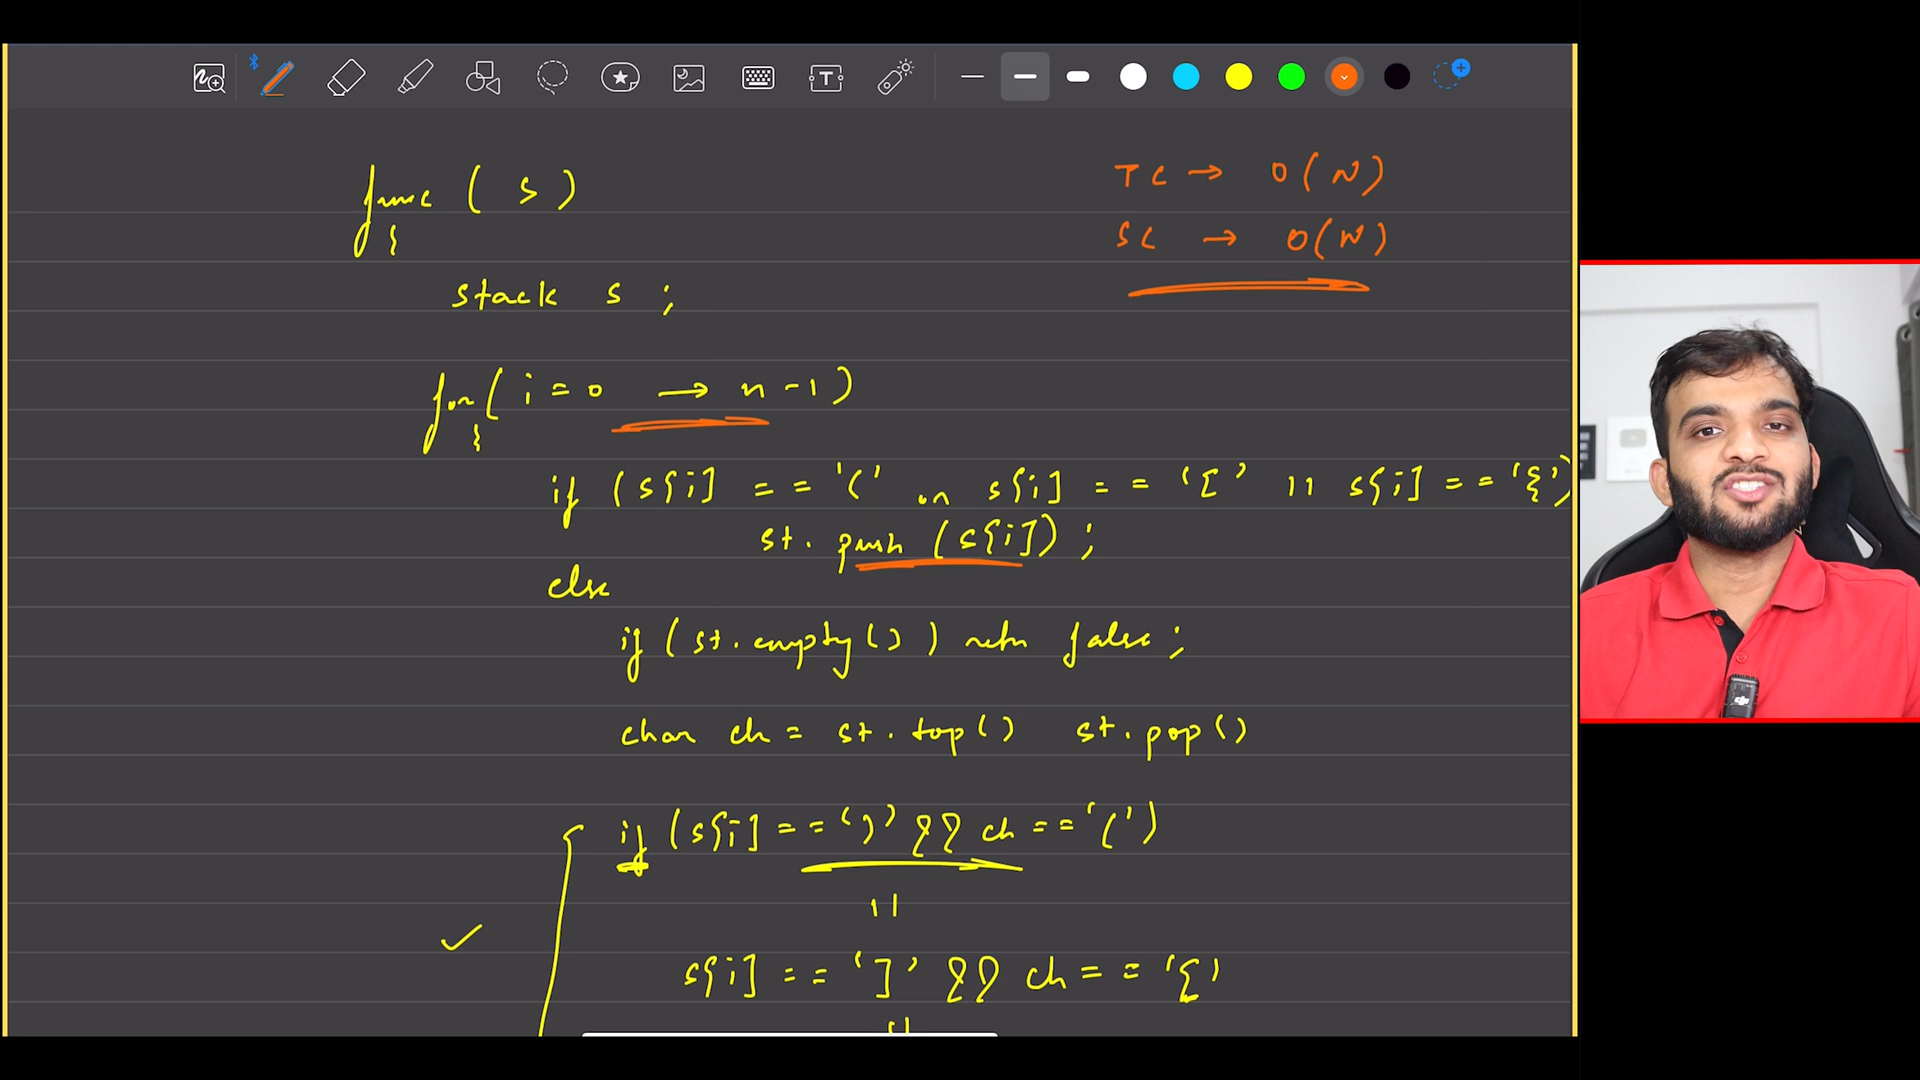 func ( s )
{
TC → O(N)
SC → O(N)
stack s ;
for( i = 0 → n - 1 )
{
if ( s[i] == '(' or s[i] == '[' || s[i] == '{' )
st. push ( s[i] ) ;
else
if ( st. empty ( ) ) retn false ;
char ch = st. top ( ) st. pop ( )
if ( s[i] == ')' && ch == '(' )
||
s[i] == ']' && ch == '['
||